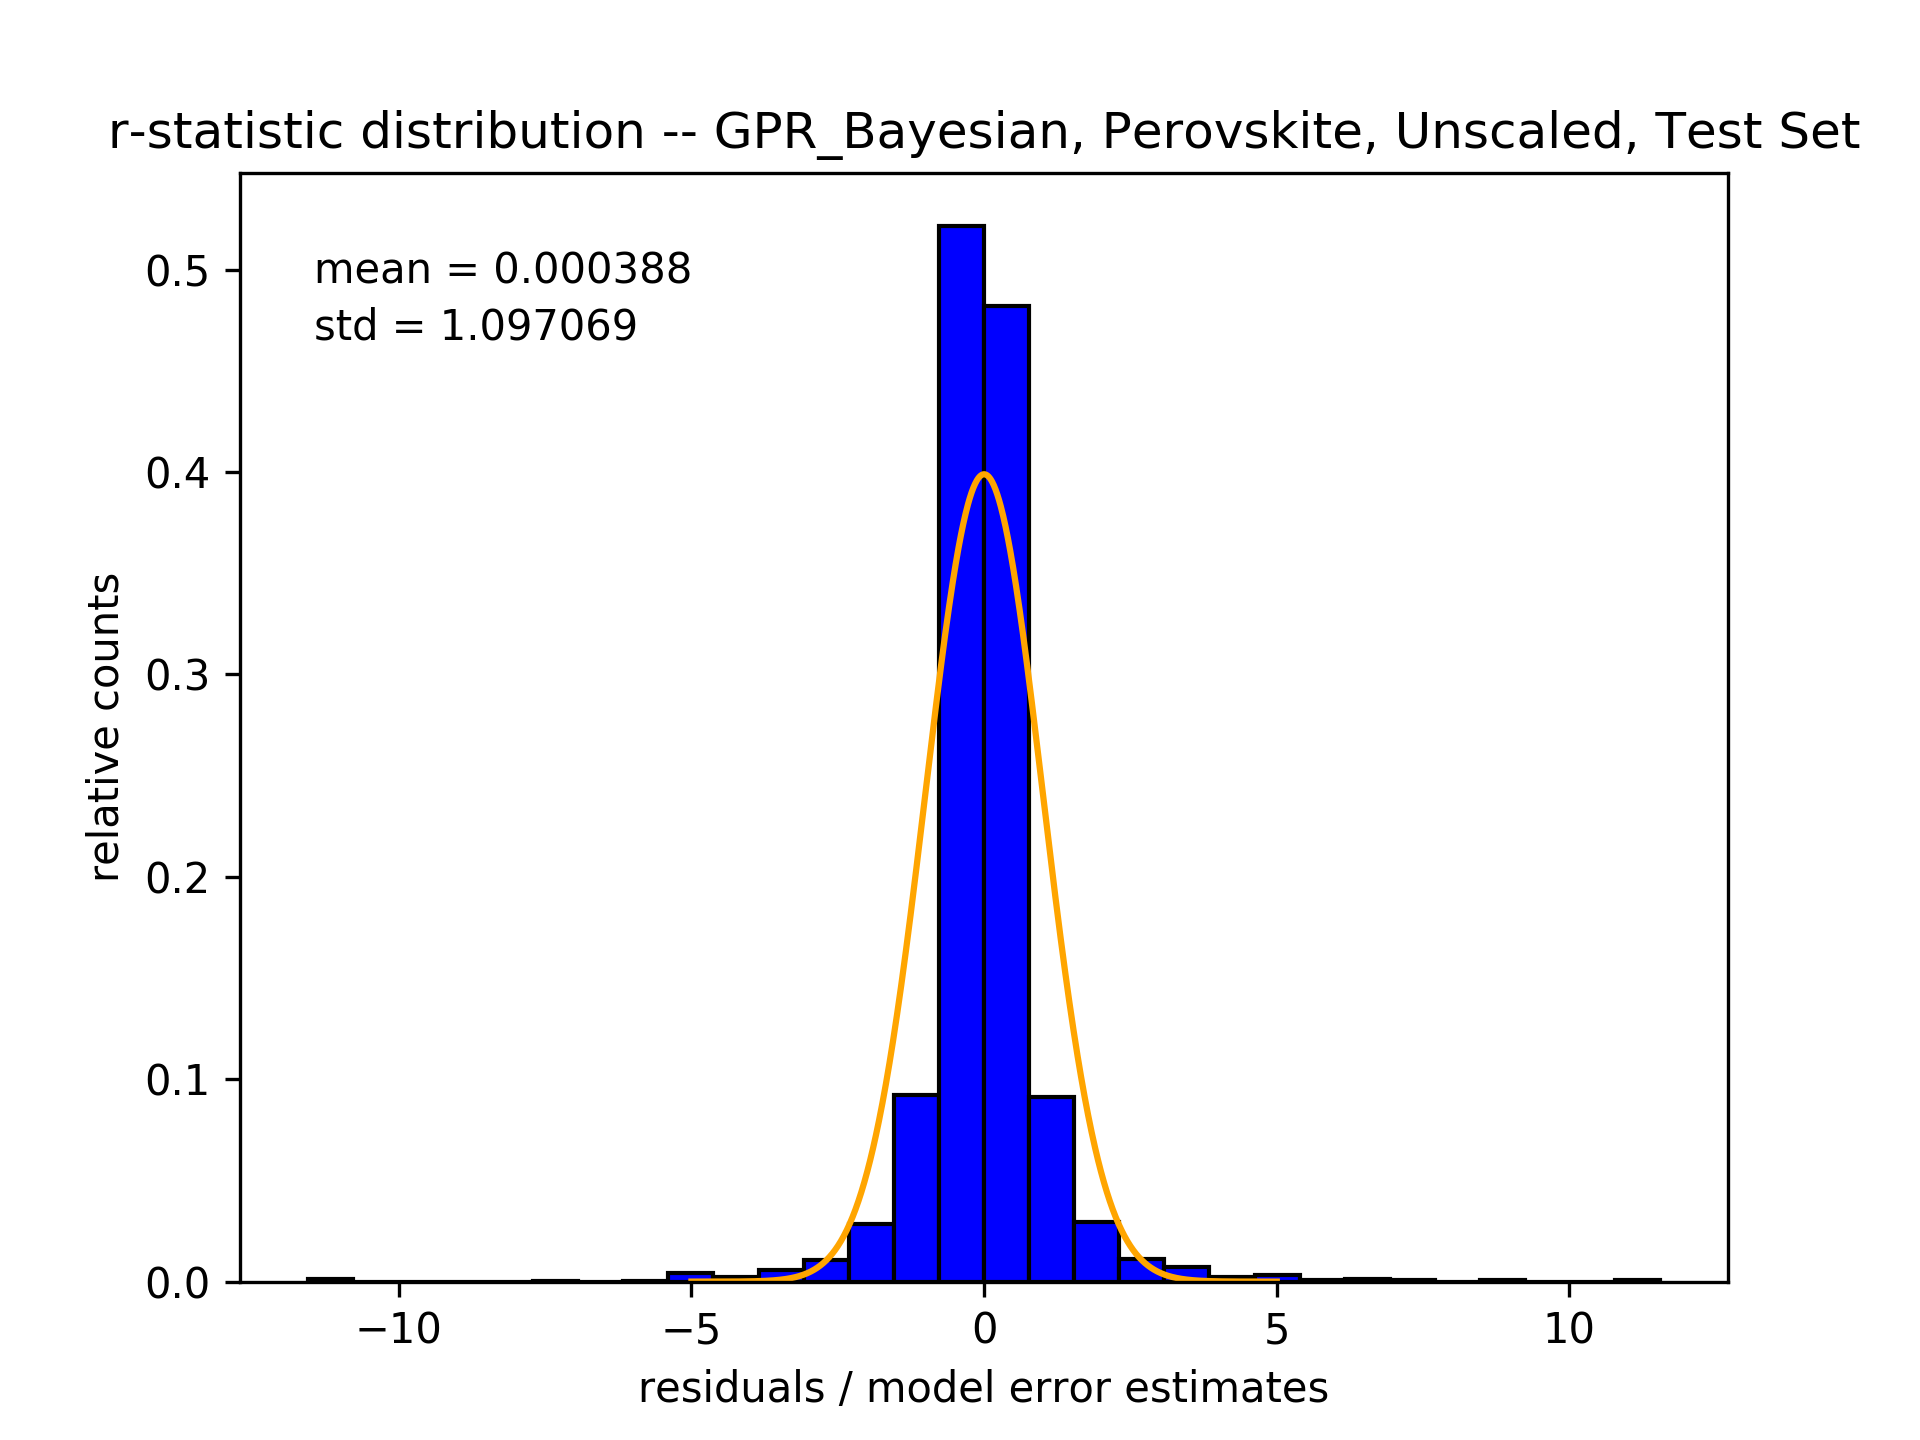 r-statistic distribution -- GPR_Bayesian, Perovskite, Unscaled, Test Set
mean = 0.000388
std = 1.097069
relative counts
0.5
0.4
0.3
0.2
0.1
0.0
−10
−5
0
5
10
residuals / model error estimates